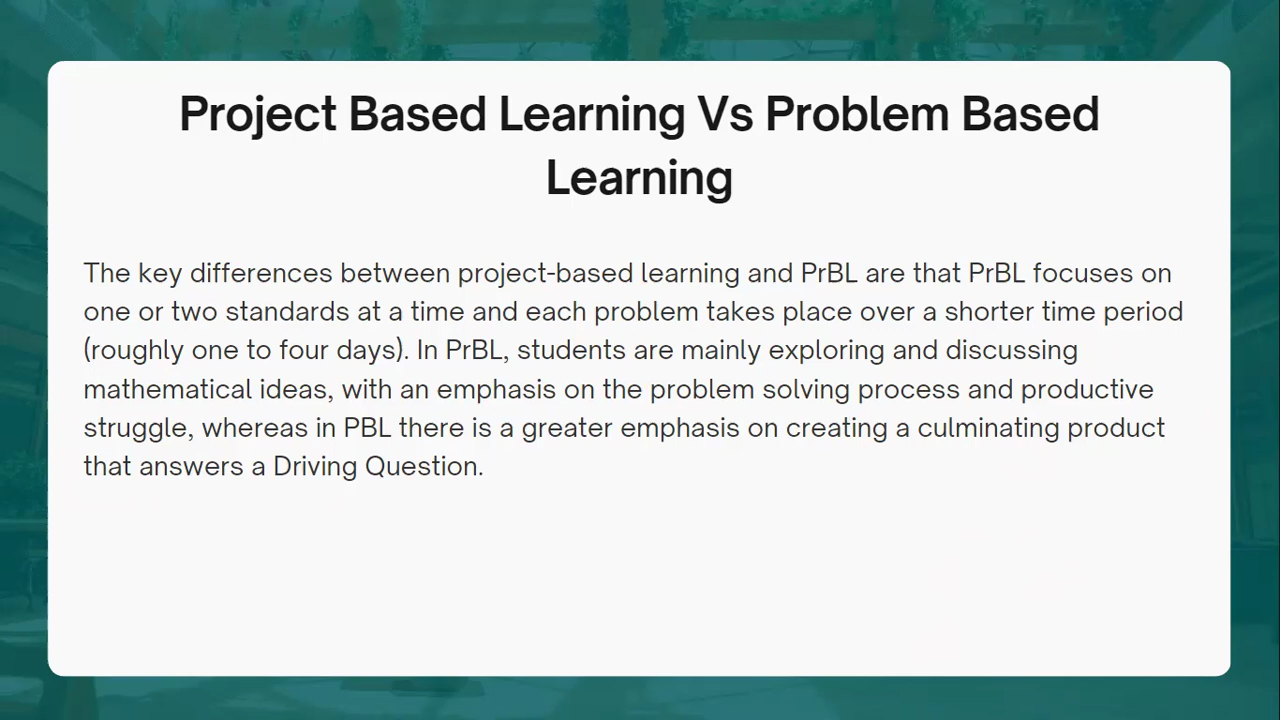 Project Based Learning Vs Problem Based
Learning
The key differences between project-based learning and PrBL are that PrBL focuses on
one or two standards at a time and each problem takes place over a shorter time period
(roughly one to four days). In PrBL, students are mainly exploring and discussing
mathematical ideas, with an emphasis on the problem solving process and productive
struggle, whereas in PBL there is a greater emphasis on creating a culminating product
that answers a Driving Question.